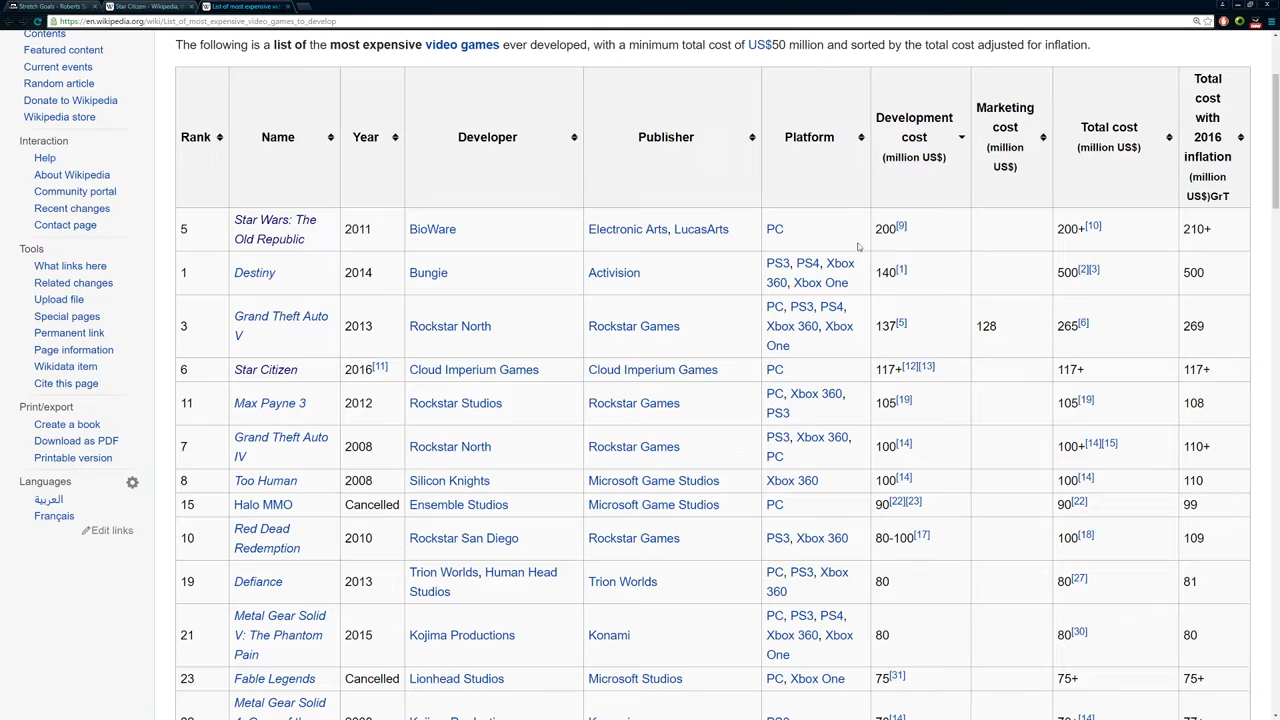 Stretch Goals - Roberts S
Star Citizen - Wikipedia, t
List of most expensive vi
https://en.wikipedia.org/wiki/List_of_most_expensive_video_games_to_develop
Contents
Featured content
Current events
Random article
Donate to Wikipedia
Wikipedia store
Interaction
Help
About Wikipedia
Community portal
Recent changes
Contact page
Tools
What links here
Related changes
Upload file
Special pages
Permanent link
Page information
Wikidata item
Cite this page
Print/export
Create a book
Download as PDF
Printable version
Languages
العربية
Français
Edit links
The following is a list of the most expensive video games ever developed, with a minimum total cost of US$50 million and sorted by the total cost adjusted for inflation.
Rank
Name
Year
Developer
Publisher
Platform
Development
cost
(million US$)
Marketing
cost
(million
US$)
Total cost
(million US$)
Total
cost
with
2016
inflation
(million
US$)GrT
5
Star Wars: The
Old Republic
2011
BioWare
Electronic Arts, LucasArts
PC
200[9]
200+[10]
210+
1
Destiny
2014
Bungie
Activision
PS3, PS4, Xbox
360, Xbox One
140[1]
500[2][3]
500
3
Grand Theft Auto
V
2013
Rockstar North
Rockstar Games
PC, PS3, PS4,
Xbox 360, Xbox
One
137[5]
128
265[6]
269
6
Star Citizen
2016[11]
Cloud Imperium Games
Cloud Imperium Games
PC
117+[12][13]
117+
117+
11
Max Payne 3
2012
Rockstar Studios
Rockstar Games
PC, Xbox 360,
PS3
105[19]
105[19]
108
7
Grand Theft Auto
IV
2008
Rockstar North
Rockstar Games
PS3, Xbox 360,
PC
100[14]
100+[14][15]
110+
8
Too Human
2008
Silicon Knights
Microsoft Game Studios
Xbox 360
100[14]
100[14]
110
15
Halo MMO
Cancelled
Ensemble Studios
Microsoft Game Studios
PC
90[22][23]
90[22]
99
10
Red Dead
Redemption
2010
Rockstar San Diego
Rockstar Games
PS3, Xbox 360
80-100[17]
100[18]
109
19
Defiance
2013
Trion Worlds, Human Head
Studios
Trion Worlds
PC, PS3, Xbox
360
80
80[27]
81
21
Metal Gear Solid
V: The Phantom
Pain
2015
Kojima Productions
Konami
PC, PS3, PS4,
Xbox 360, Xbox
One
80
80[30]
80
23
Fable Legends
Cancelled
Lionhead Studios
Microsoft Studios
PC, Xbox One
75[31]
75+
75+
Metal Gear Solid